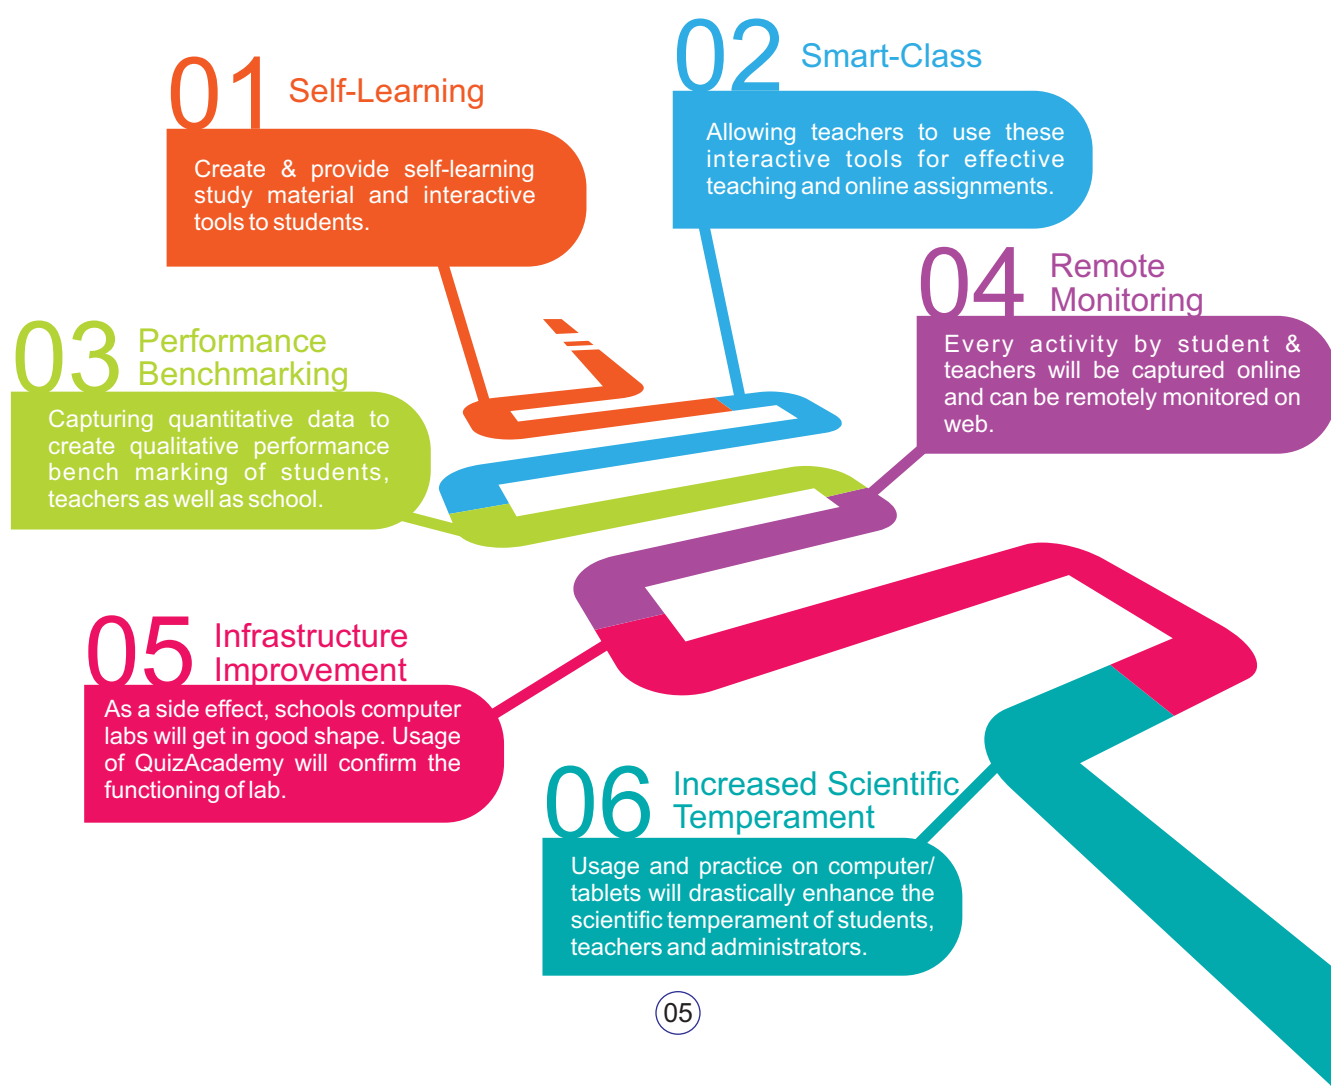 01 Self-Learning
Create & provide self-learning
study material and interactive
tools to students.
02 Smart-Class
Allowing teachers to use these
interactive tools for effective
teaching and online assignments.
03 Performance
Benchmarking
Capturing quantitative data to
create qualitative performance
bench marking of students,
teachers as well as school.
04 Remote
Monitoring
Every activity by student &
teachers will be captured online
and can be remotely monitored on
web.
05 Infrastructure
Improvement
As a side effect, schools computer
labs will get in good shape. Usage
of QuizAcademy will confirm the
functioning of lab.
06 Increased Scientific
Temperament
Usage and practice on computer/
tablets will drastically enhance the
scientific temperament of students,
teachers and administrators.
05